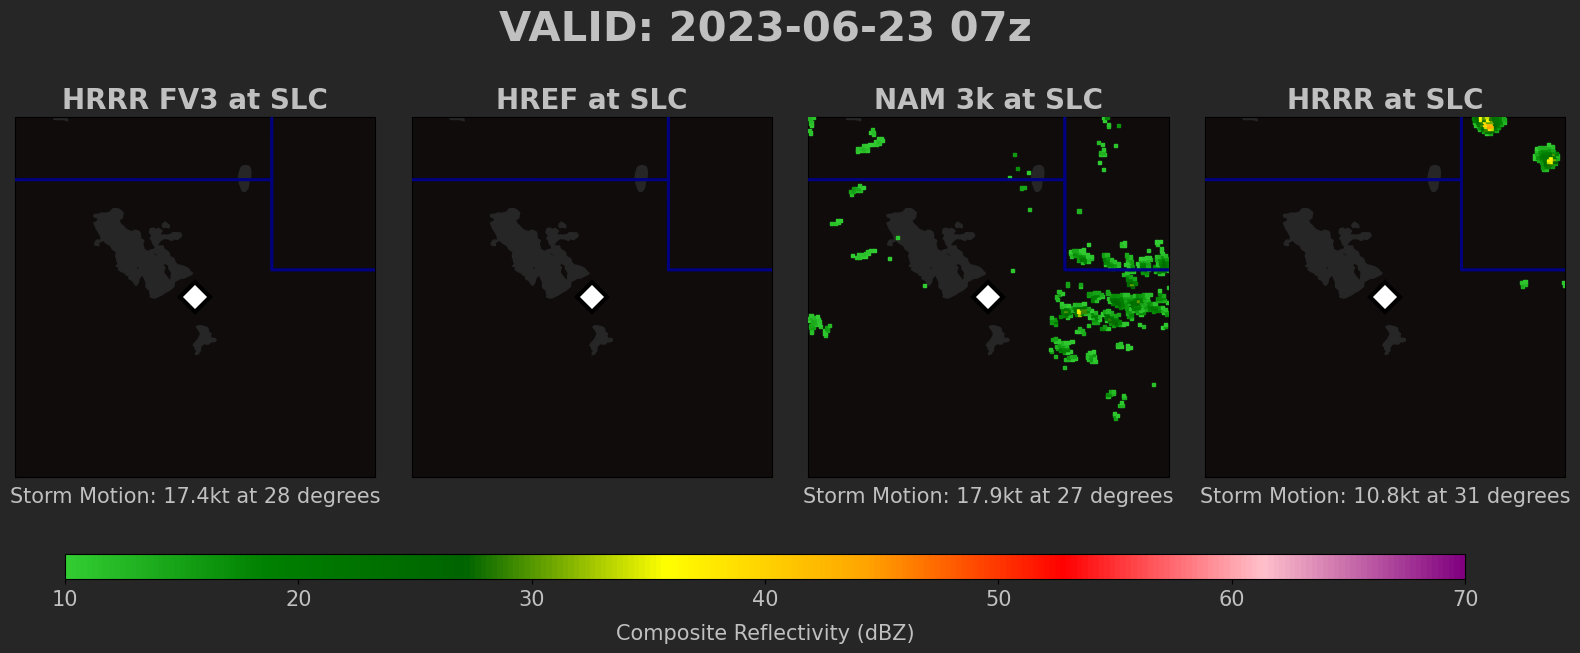 VALID: 2023-06-23 07z
HRRR FV3 at SLC
HREF at SLC
NAM 3k at SLC
HRRR at SLC
Storm Motion: 17.4kt at 28 degrees
Storm Motion: 17.9kt at 27 degrees
Storm Motion: 10.8kt at 31 degrees
10 20 30 40 50 60 70
Composite Reflectivity (dBZ)